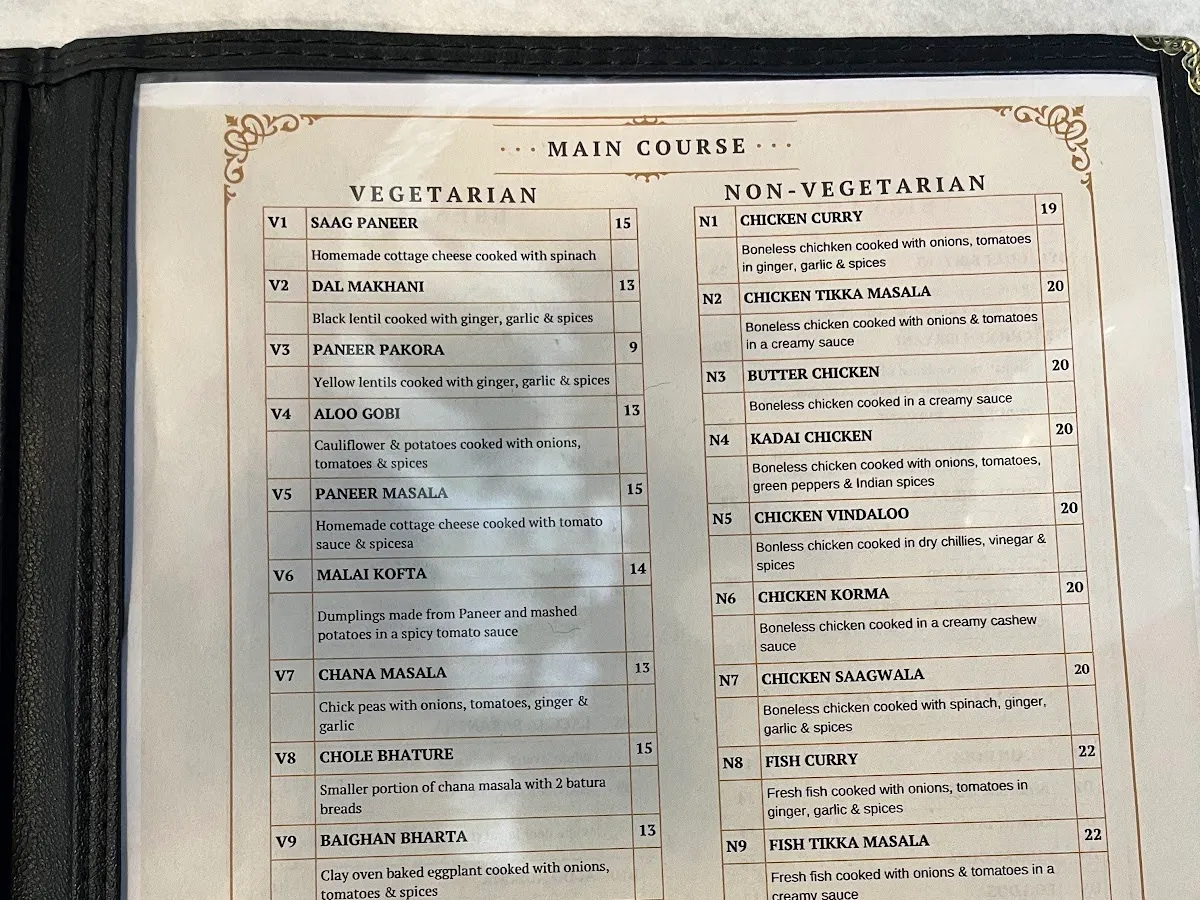 ··· MAIN COURSE ···
VEGETARIAN
V1 SAAG PANEER 15
Homemade cottage cheese cooked with spinach
V2 DAL MAKHANI 13
Black lentil cooked with ginger, garlic & spices
V3 PANEER PAKORA 9
Yellow lentils cooked with ginger, garlic & spices
V4 ALOO GOBI 13
Cauliflower & potatoes cooked with onions,
tomatoes & spices
V5 PANEER MASALA 15
Homemade cottage cheese cooked with tomato
sauce & spicesa
V6 MALAI KOFTA 14
Dumplings made from Paneer and mashed
potatoes in a spicy tomato sauce
V7 CHANA MASALA 13
Chick peas with onions, tomatoes, ginger &
garlic
V8 CHOLE BHATURE 15
Smaller portion of chana masala with 2 batura
breads
V9 BAIGHAN BHARTA 13
Clay oven baked eggplant cooked with onions,
tomatoes & spices
NON-VEGETARIAN
N1 CHICKEN CURRY 19
Boneless chichken cooked with onions, tomatoes
in ginger, garlic & spices
N2 CHICKEN TIKKA MASALA 20
Boneless chicken cooked with onions & tomatoes
in a creamy sauce
N3 BUTTER CHICKEN 20
Boneless chicken cooked in a creamy sauce
N4 KADAI CHICKEN 20
Boneless chicken cooked with onions, tomatoes,
green peppers & Indian spices
N5 CHICKEN VINDALOO 20
Bonless chicken cooked in dry chillies, vinegar &
spices
N6 CHICKEN KORMA 20
Boneless chicken cooked in a creamy cashew
sauce
N7 CHICKEN SAAGWALA 20
Boneless chicken cooked with spinach, ginger,
garlic & spices
N8 FISH CURRY 22
Fresh fish cooked with onions, tomatoes in
ginger, garlic & spices
N9 FISH TIKKA MASALA 22
Fresh fish cooked with onions & tomatoes in a
creamy sauce